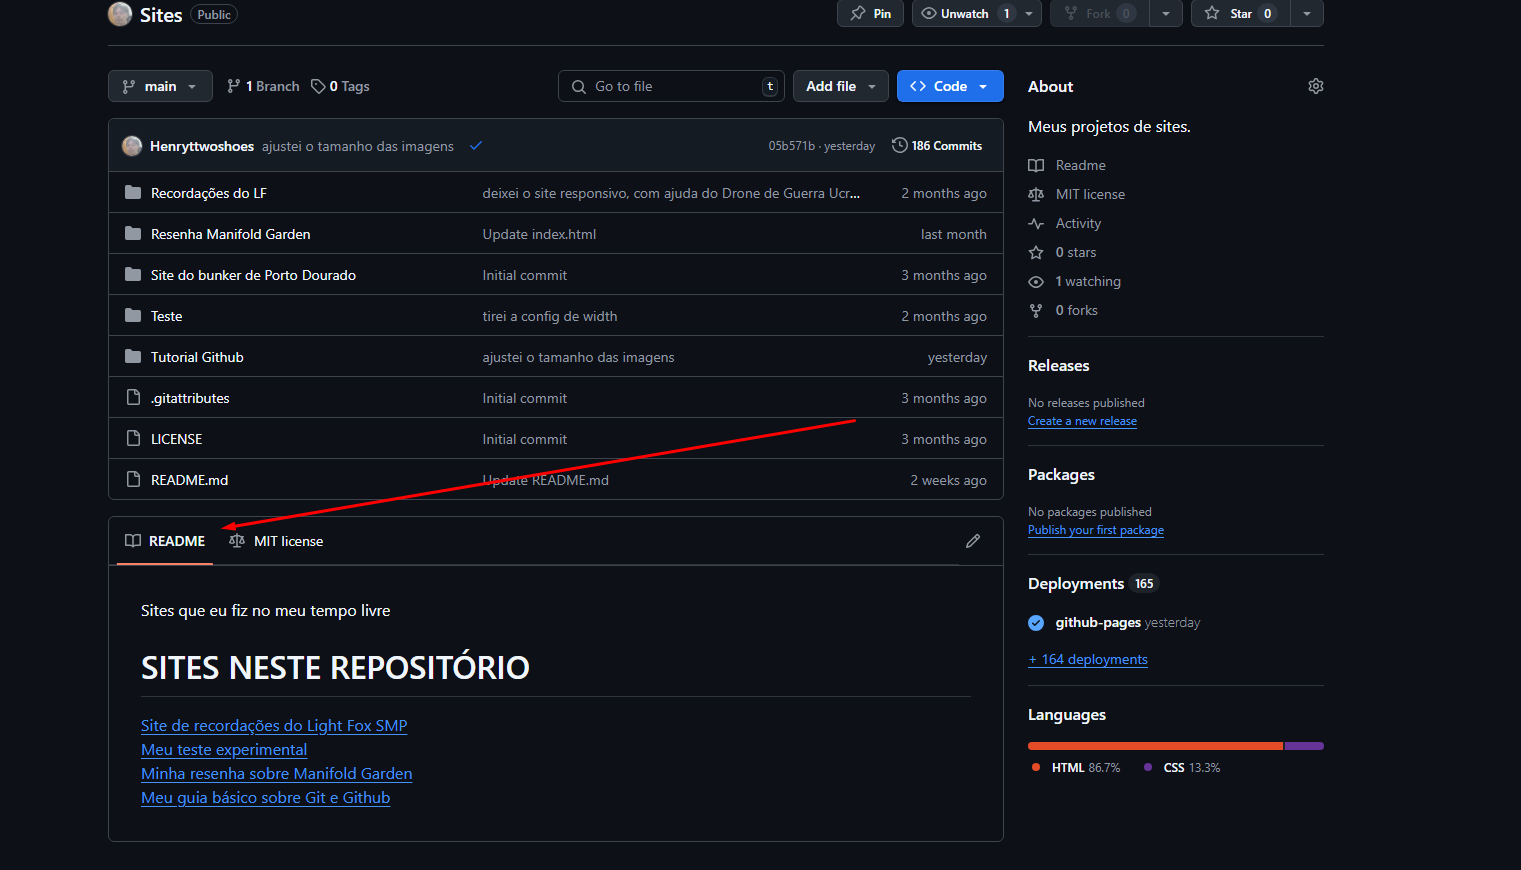 Sites Public
Pin Unwatch 1 Fork 0 Star 0
main 1 Branch 0 Tags Go to file t Add file Code
Henryttwoshoes ajustei o tamanho das imagens 05b571b · yesterday 186 Commits
Recordações do LF deixei o site responsivo, com ajuda do Drone de Guerra Ucr... 2 months ago
Resenha Manifold Garden Update index.html last month
Site do bunker de Porto Dourado Initial commit 3 months ago
Teste tirei a config de width 2 months ago
Tutorial Github ajustei o tamanho das imagens yesterday
.gitattributes Initial commit 3 months ago
LICENSE Initial commit 3 months ago
README.md Update README.md 2 weeks ago
README MIT license
Sites que eu fiz no meu tempo livre
SITES NESTE REPOSITÓRIO
Site de recordações do Light Fox SMP
Meu teste experimental
Minha resenha sobre Manifold Garden
Meu guia básico sobre Git e Github
About
Meus projetos de sites.
Readme
MIT license
Activity
0 stars
1 watching
0 forks
Releases
No releases published
Create a new release
Packages
No packages published
Publish your first package
Deployments 165
github-pages yesterday
+ 164 deployments
Languages
HTML 86.7% CSS 13.3%